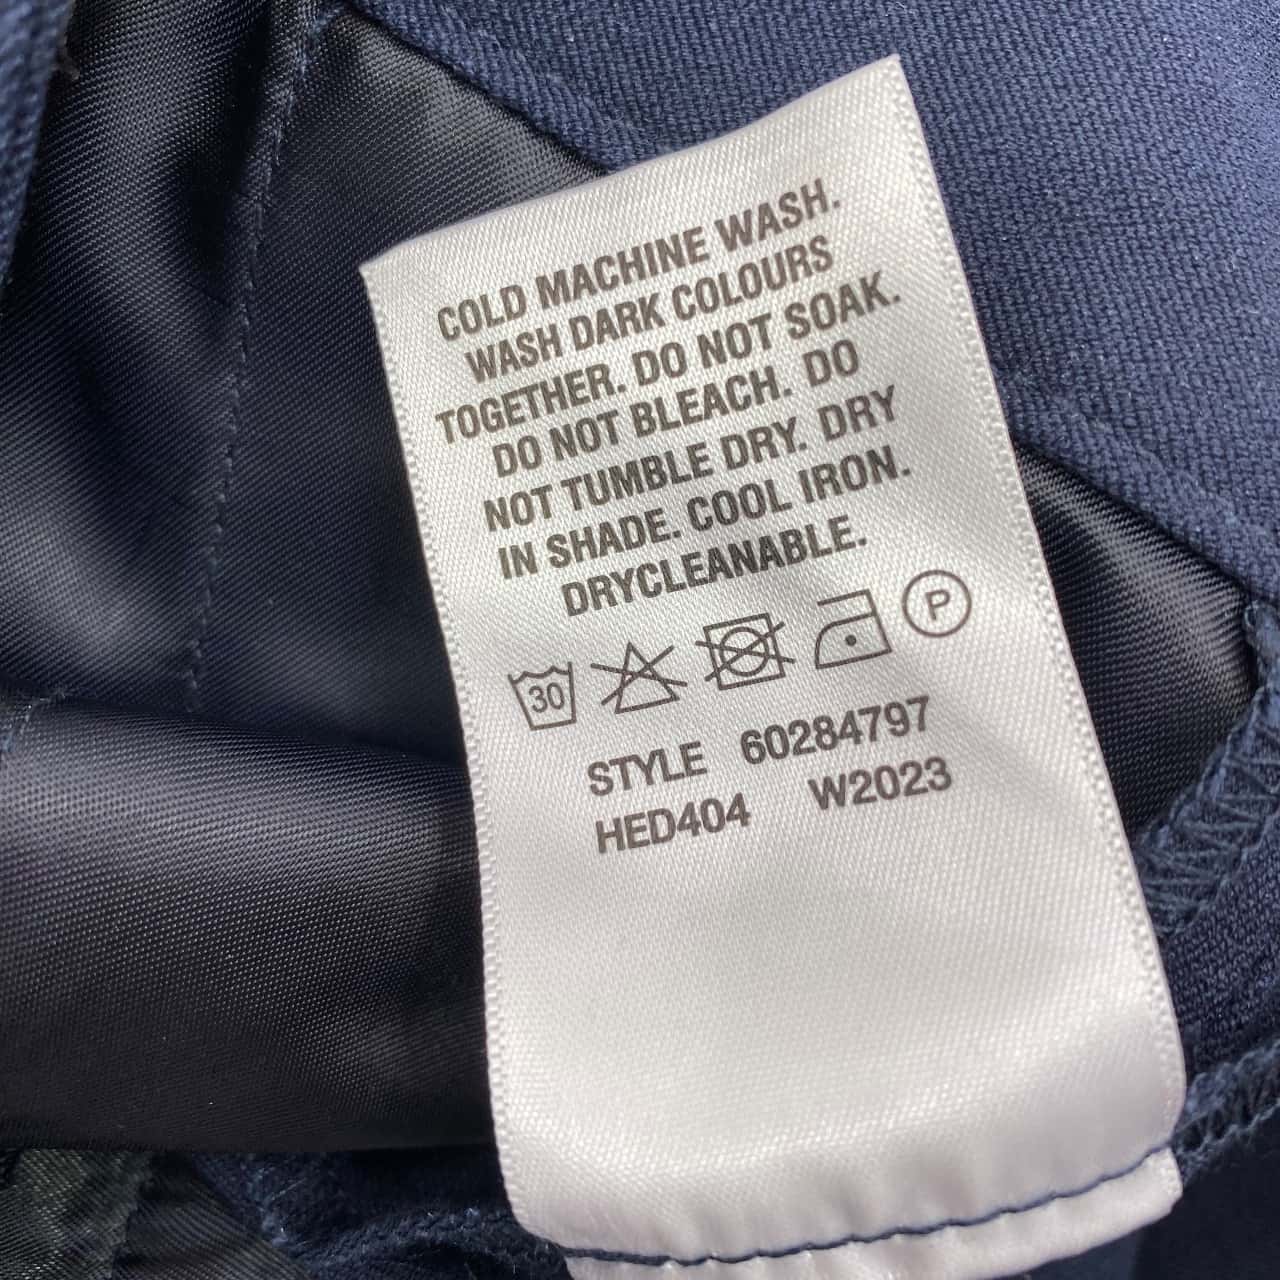 COLD MACHINE WASH.
WASH DARK COLOURS
TOGETHER. DO NOT SOAK.
DO NOT BLEACH. DO
NOT TUMBLE DRY. DRY
IN SHADE. COOL IRON.
DRYCLEANABLE.
30 P
STYLE 60284797
HED404 W2023